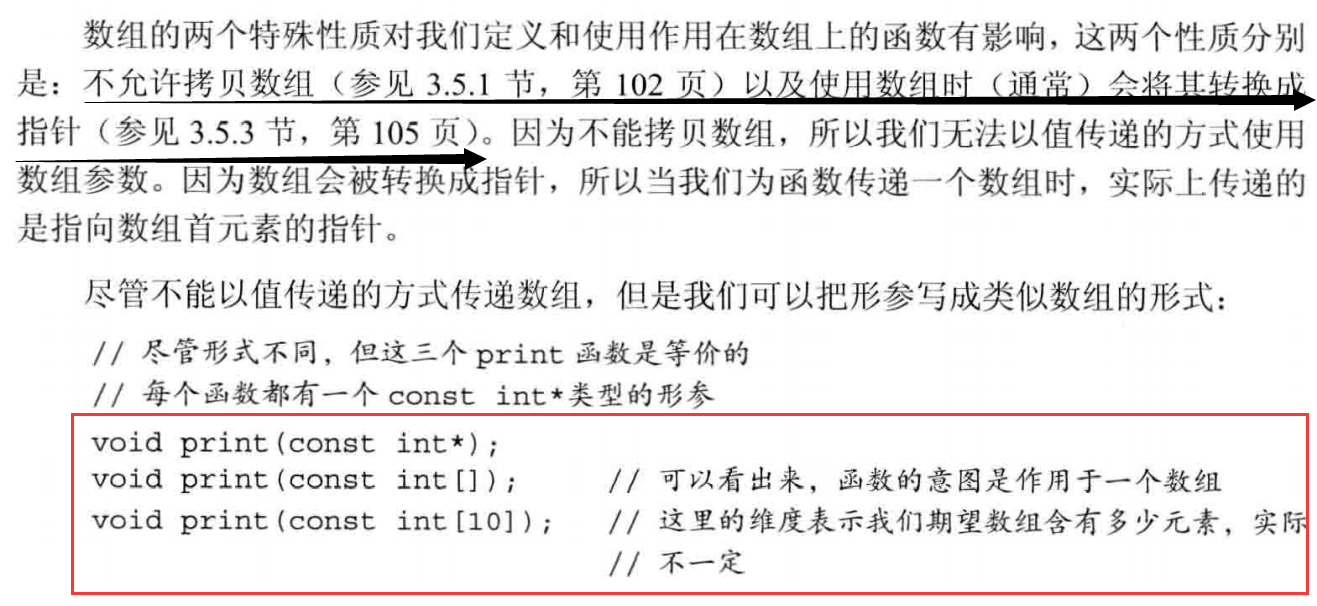 数组的两个特殊性质对我们定义和使用作用在数组上的函数有影响，这两个性质分别
是：不允许拷贝数组（参见 3.5.1 节，第 102 页）以及使用数组时（通常）会将其转换成
指针（参见 3.5.3 节，第 105 页）。因为不能拷贝数组，所以我们无法以值传递的方式使用
数组参数。因为数组会被转换成指针，所以当我们为函数传递一个数组时，实际上传递的
是指向数组首元素的指针。
尽管不能以值传递的方式传递数组，但是我们可以把形参写成类似数组的形式：
// 尽管形式不同，但这三个 print 函数是等价的
// 每个函数都有一个 const int*类型的形参
void print(const int*);
void print(const int[]); // 可以看出来，函数的意图是作用于一个数组
void print(const int[10]); // 这里的维度表示我们期望数组含有多少元素，实际
// 不一定